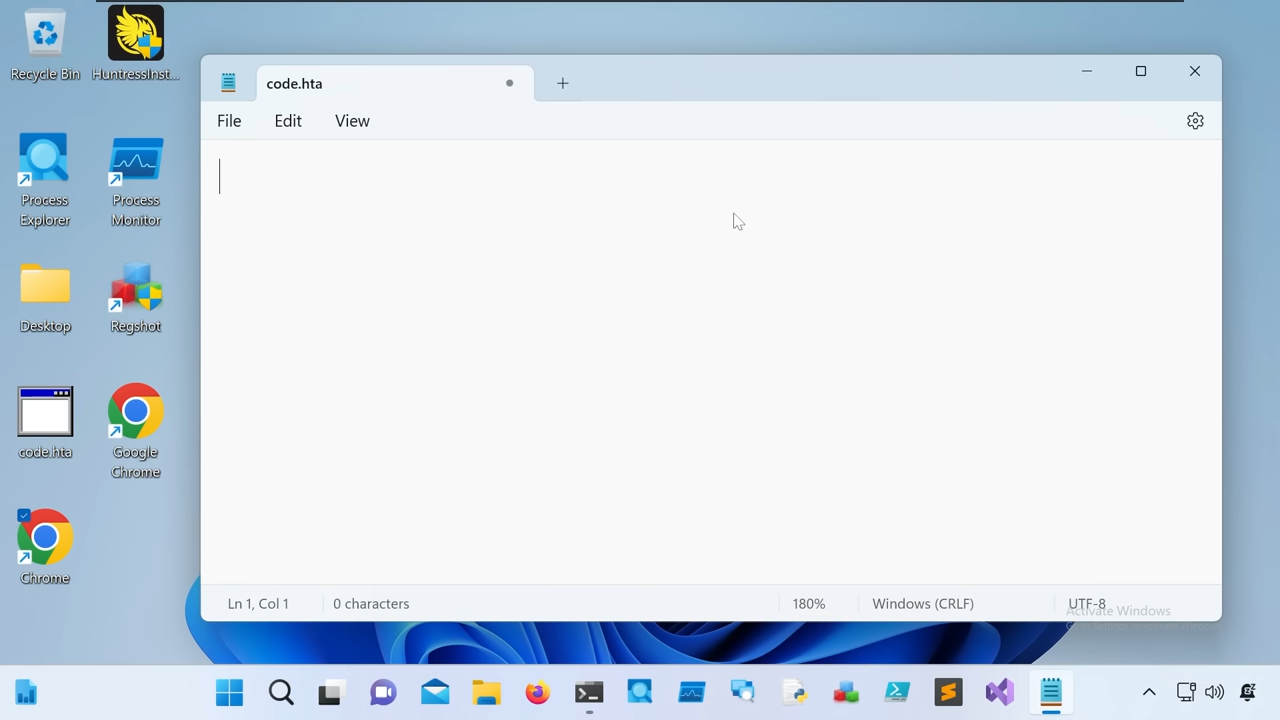 Recycle Bin
HuntressInst...
Process
Explorer
Process
Monitor
Desktop
Regshot
code.hta
Google
Chrome
Chrome
code.hta
File
Edit
View
Ln 1, Col 1
0 characters
180%
Windows (CRLF)
UTF-8
Activate Windows